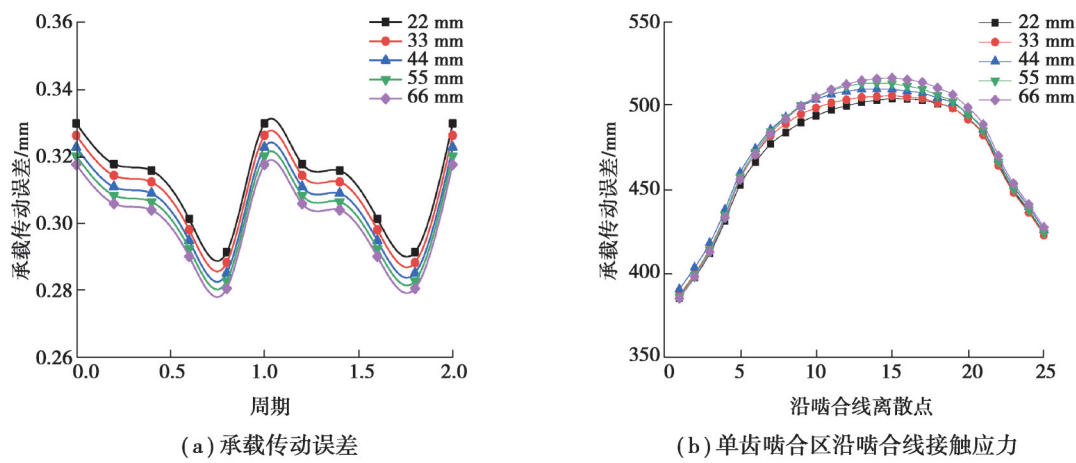 0.36
0.34
0.32
0.30
0.28
0.26
承载传动误差/mm
0.0
0.5
1.0
1.5
2.0
周期
22 mm
33 mm
44 mm
55 mm
66 mm
(a)承载传动误差
550
500
450
400
350
承载传动误差/mm
0
5
10
15
20
25
沿啮合线离散点
22 mm
33 mm
44 mm
55 mm
66 mm
(b)单齿啮合区沿啮合线接触应力